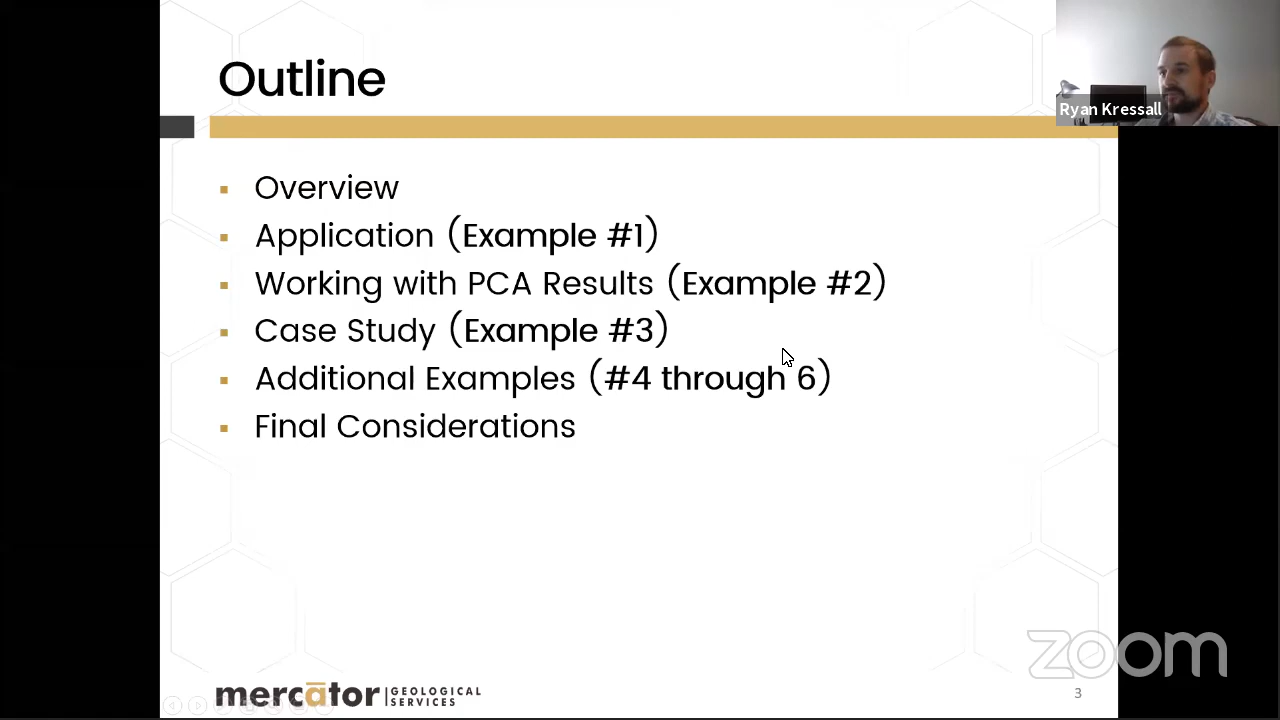 Outline
Ryan Kressall
Overview
Application (Example #1)
Working with PCA Results (Example #2)
Case Study (Example #3)
Additional Examples (#4 through 6)
Final Considerations
zoom
mercātor GEOLOGICAL
SERVICES
3